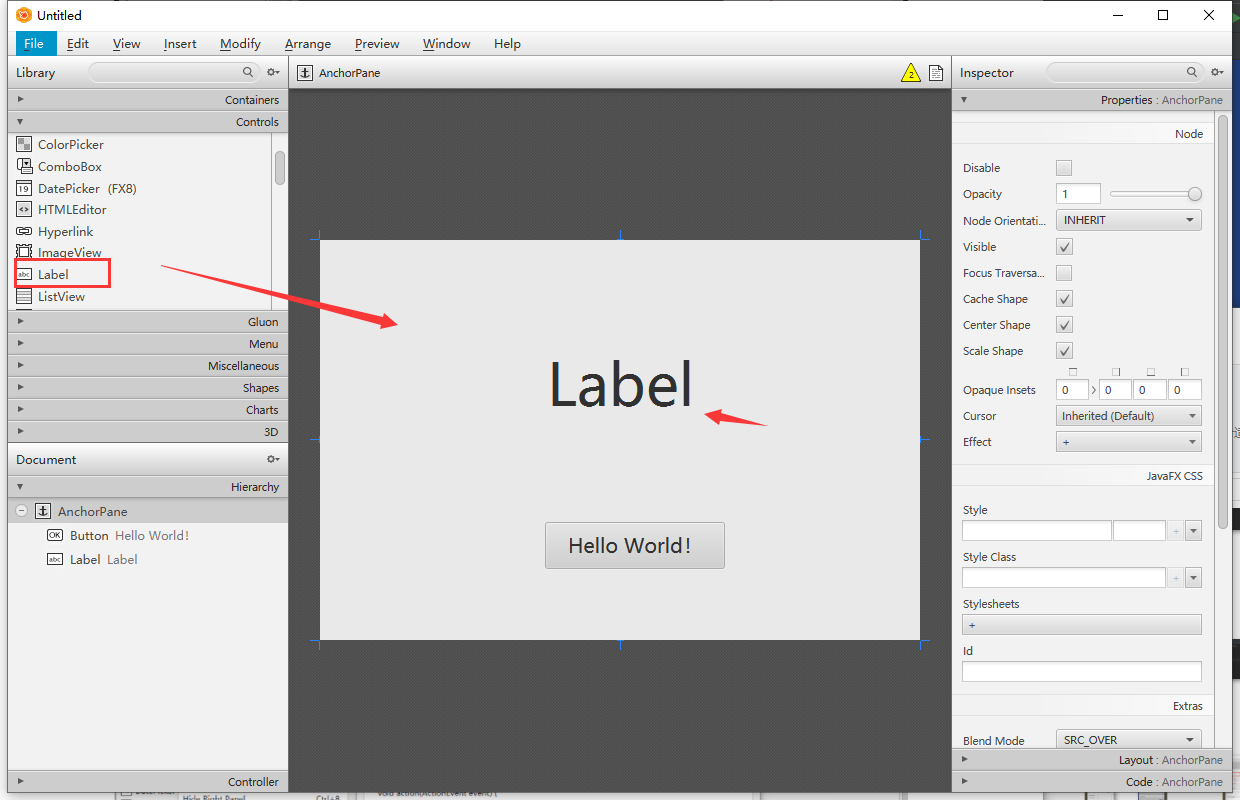 Untitled
File Edit View Insert Modify Arrange Preview Window Help
Library
AnchorPane
2
Inspector
Containers
Controls
ColorPicker
ComboBox
19
DatePicker (FX8)
HTMLEditor
Hyperlink
ImageView
abc
Label
ListView
Gluon
Menu
Miscellaneous
Shapes
Charts
3D
Document
Hierarchy
AnchorPane
OK
Button Hello World!
abc
Label Label
Controller
Label
Hello World!
Properties : AnchorPane
Node
Disable
Opacity 1
Node Orientati... INHERIT
Visible
Focus Traversa...
Cache Shape
Center Shape
Scale Shape
Opaque Insets 0 0 0 0
Cursor Inherited (Default)
Effect +
JavaFX CSS
Style
+
Style Class
+
Stylesheets
+
Id
Extras
Blend Mode SRC_OVER
Layout : AnchorPane
Code : AnchorPane